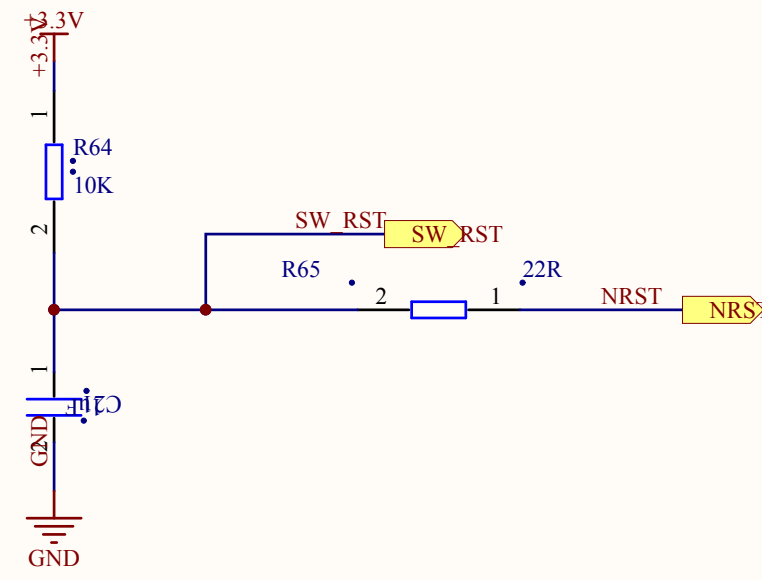 +3.3V
+3.3V
1
R64
10K
2
SW_RST
SW_RST
R65
22R
2
1
NRST
NRS
1
GND
2
GND